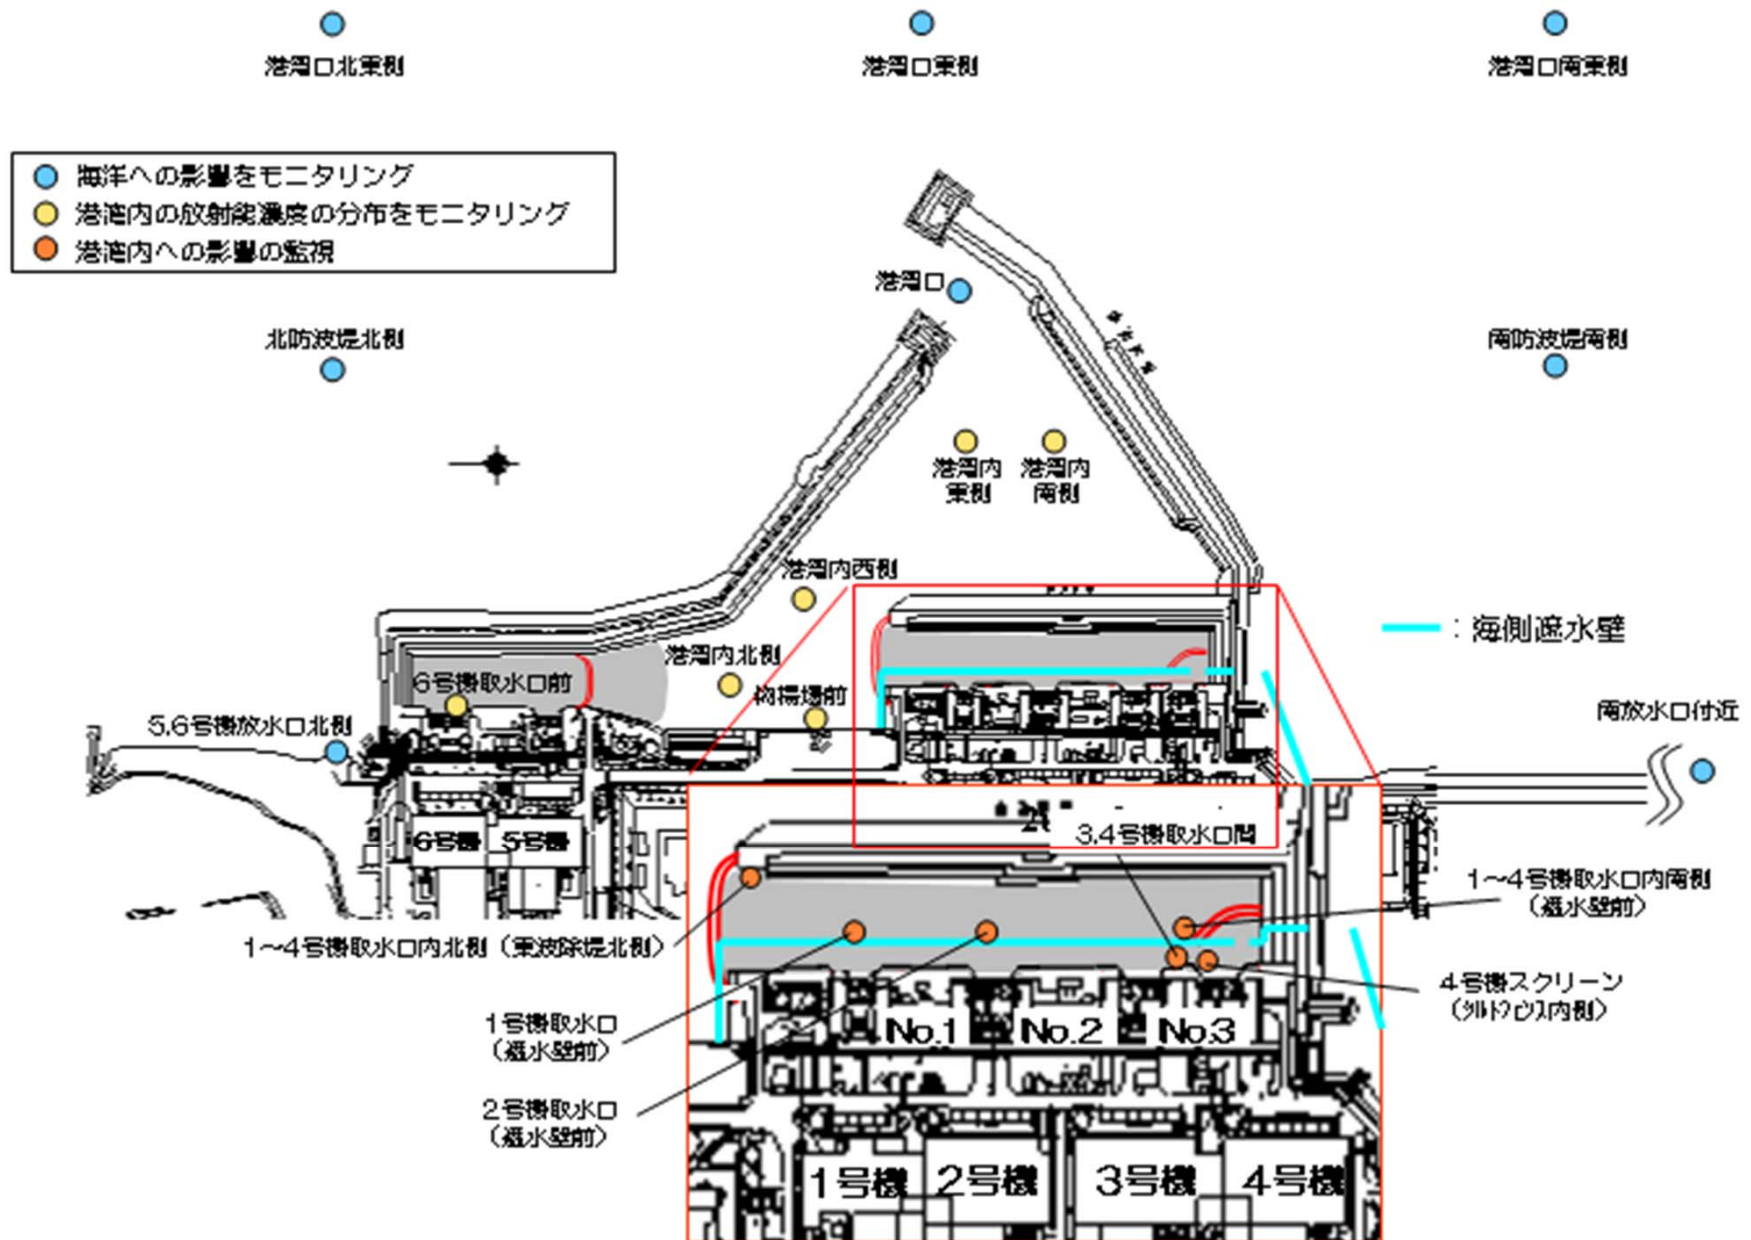 港湾口北東側
港湾口東側
港湾口南東側
海洋への影響をモニタリング
港湾内の放射能濃度の分布をモニタリング
港湾内への影響の監視
港湾口
北防波堤北側
南防波堤南側
港湾内
東側
港湾内
南側
港湾内西側
：海側遮水壁
港湾内北側
6号機取水口前
物揚場前
南放水口付近
5,6号機放水口北側
3,4号機取水口間
6号機
5号機
1～4号機取水口内南側
（遮水壁前）
1～4号機取水口内北側（東波除堤北側）
4号機スクリーン
（シルトフェンス内側）
1号機取水口
（遮水壁前）
No.1
No.2
No.3
2号機取水口
（遮水壁前）
1号機
2号機
3号機
4号機